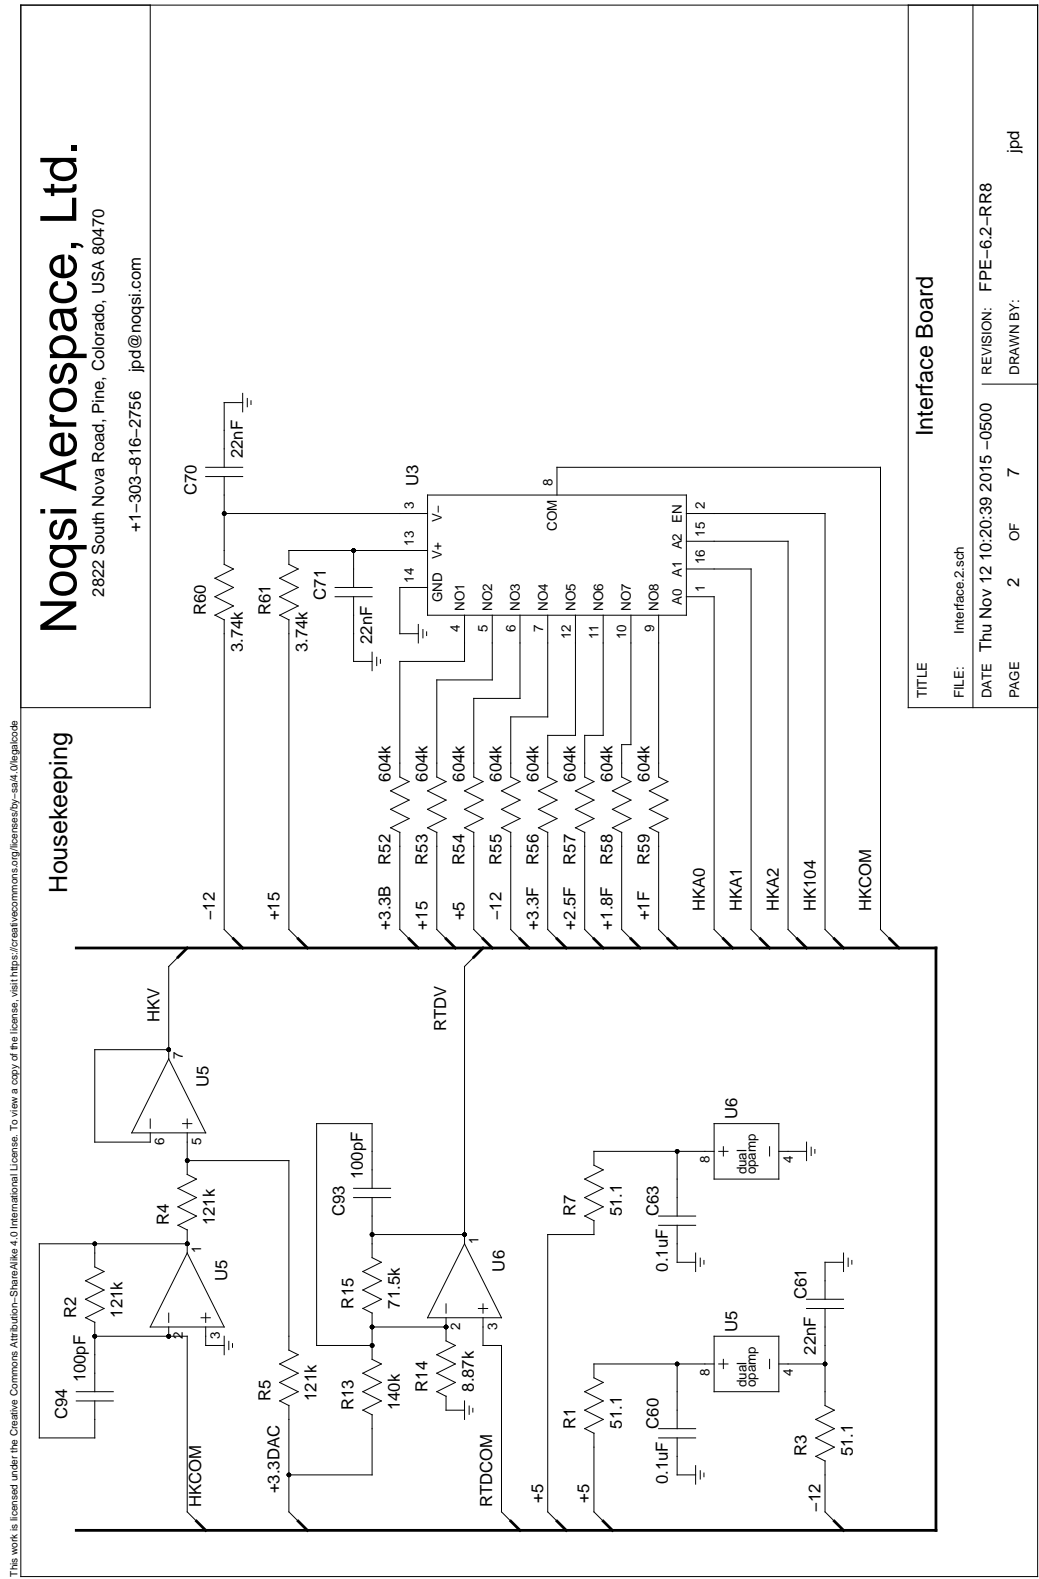 This work is licensed under the Creative Commons Attribution−ShareAlike 4.0 International License. To view a copy of the license, visit https://creativecommons.org/licenses/by−sa/4.0/legalcode
Noqsi Aerospace, Ltd.
2822 South Nova Road, Pine, Colorado, USA 80470
+1−303−816−2756 jpd@noqsi.com
Housekeeping
C94
100pF
R2
121k
HKCOM
2
3
1
U5
R4
121k
6
5
7
U5
HKV
+3.3DAC
R5
121k
R13
140k
R14
8.87k
R15
71.5k
C93
100pF
RTDCOM
2
3
1
U6
RTDV
+5
R7
51.1
C63
0.1uF
8
4
dual
opamp
U6
+5
R1
51.1
C60
0.1uF
8
4
dual
opamp
U5
−12
R3
51.1
22nF
C61
−12
R60
3.74k
C70
22nF
+15
R61
3.74k
C71
22nF
U3
14
GND
13
V+
3
V−
4
NO1
5
NO2
6
NO3
7
NO4
12
NO5
11
NO6
10
NO7
9
NO8
COM
8
A0
1
A1
16
A2
15
EN
2
+3.3B
R52
604k
+15
R53
604k
+5
R54
604k
−12
R55
604k
+3.3F
R56
604k
+2.5F
R57
604k
+1.8F
R58
604k
+1F
R59
604k
HKA0
HKA1
HKA2
HK104
HKCOM
TITLE
Interface Board
FILE: Interface.2.sch
DATE Thu Nov 12 10:20:39 2015 −0500
REVISION: FPE−6.2−RR8
PAGE 2 OF 7
DRAWN BY: jpd